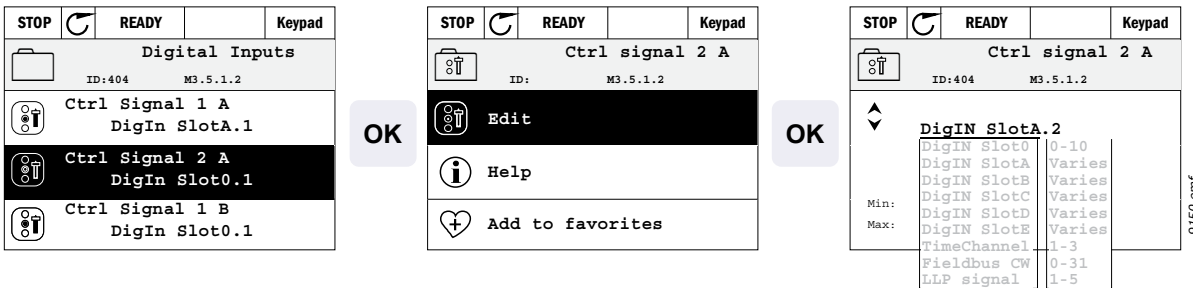 STOP READY Keypad
Digital Inputs
ID:404 M3.5.1.2
Ctrl Signal 1 A
DigIn SlotA.1
Ctrl Signal 2 A
DigIn Slot0.1
Ctrl Signal 1 B
DigIn Slot0.1
OK
STOP READY Keypad
Ctrl signal 2 A
ID: M3.5.1.2
Edit
Help
Add to favorites
OK
STOP READY Keypad
Ctrl signal 2 A
ID:404 M3.5.1.2
DigIN SlotA.2
DigIN Slot0 0-10
DigIN SlotA Varies
DigIN SlotB Varies
DigIN SlotC Varies
Min:
DigIN SlotD Varies
Max:
DigIN SlotE Varies
TimeChannel 1-3
Fieldbus CW 0-31
LLP signal 1-5